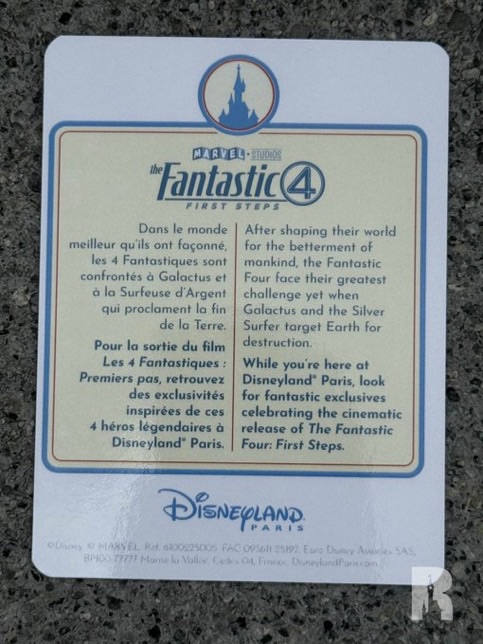 MARVEL STUDIOS
the
Fantastic 4
FIRST STEPS
Dans le monde
meilleur qu'ils ont façonné,
les 4 Fantastiques sont
confrontés à Galactus et
à la Surfeuse d'Argent
qui proclament la fin
de la Terre.
Pour la sortie du film
Les 4 Fantastiques :
Premiers pas, retrouvez
des exclusivités
inspirées de ces
4 héros légendaires à
Disneyland® Paris.
After shaping their world
for the betterment of
mankind, the Fantastic
Four face their greatest
challenge yet when
Galactus and the Silver
Surfer target Earth for
destruction.
While you're here at
Disneyland® Paris, look
for fantastic exclusives
celebrating the cinematic
release of The Fantastic
Four: First Steps.
DISNEYLAND
PARIS
©Disney © MARVEL. Réf. FAC Euro Disney Associés SAS,
Marne la Vallée, Cedex 04, France. DisneylandParis.com
R